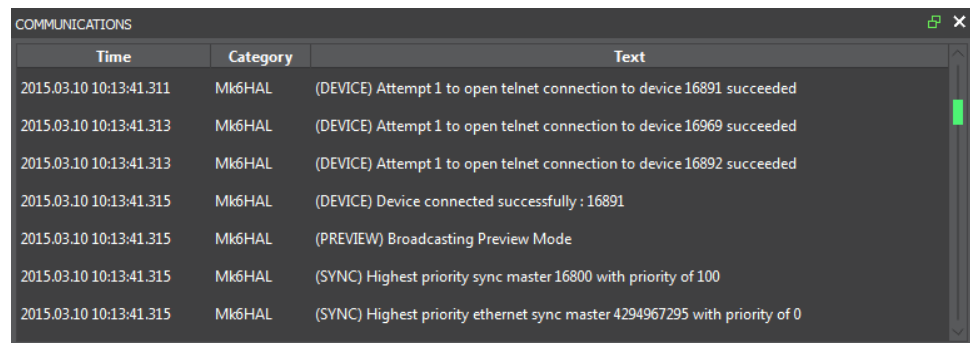 COMMUNICATIONS
Time Category Text
2015.03.10 10:13:41.311 Mk6HAL (DEVICE) Attempt 1 to open telnet connection to device 16891 succeeded
2015.03.10 10:13:41.313 Mk6HAL (DEVICE) Attempt 1 to open telnet connection to device 16969 succeeded
2015.03.10 10:13:41.313 Mk6HAL (DEVICE) Attempt 1 to open telnet connection to device 16892 succeeded
2015.03.10 10:13:41.315 Mk6HAL (DEVICE) Device connected successfully : 16891
2015.03.10 10:13:41.315 Mk6HAL (PREVIEW) Broadcasting Preview Mode
2015.03.10 10:13:41.315 Mk6HAL (SYNC) Highest priority sync master 16800 with priority of 100
2015.03.10 10:13:41.315 Mk6HAL (SYNC) Highest priority ethernet sync master 4294967295 with priority of 0